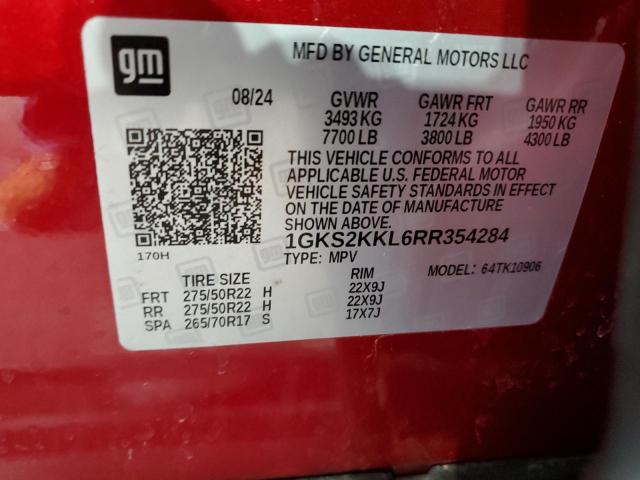 gm
MFD BY GENERAL MOTORS LLC
08/24 GVWR GAWR FRT GAWR RR
3493 KG 1724 KG 1950 KG
7700 LB 3800 LB 4300 LB
THIS VEHICLE CONFORMS TO ALL
APPLICABLE U.S. FEDERAL MOTOR
VEHICLE SAFETY STANDARDS IN EFFECT
ON THE DATE OF MANUFACTURE
SHOWN ABOVE.
1GKS2KKL6RR354284
170H TYPE: MPV MODEL: 64TK10906
TIRE SIZE RIM
FRT 275/50R22 H 22X9J
RR 275/50R22 H 22X9J
SPA 265/70R17 S 17X7J